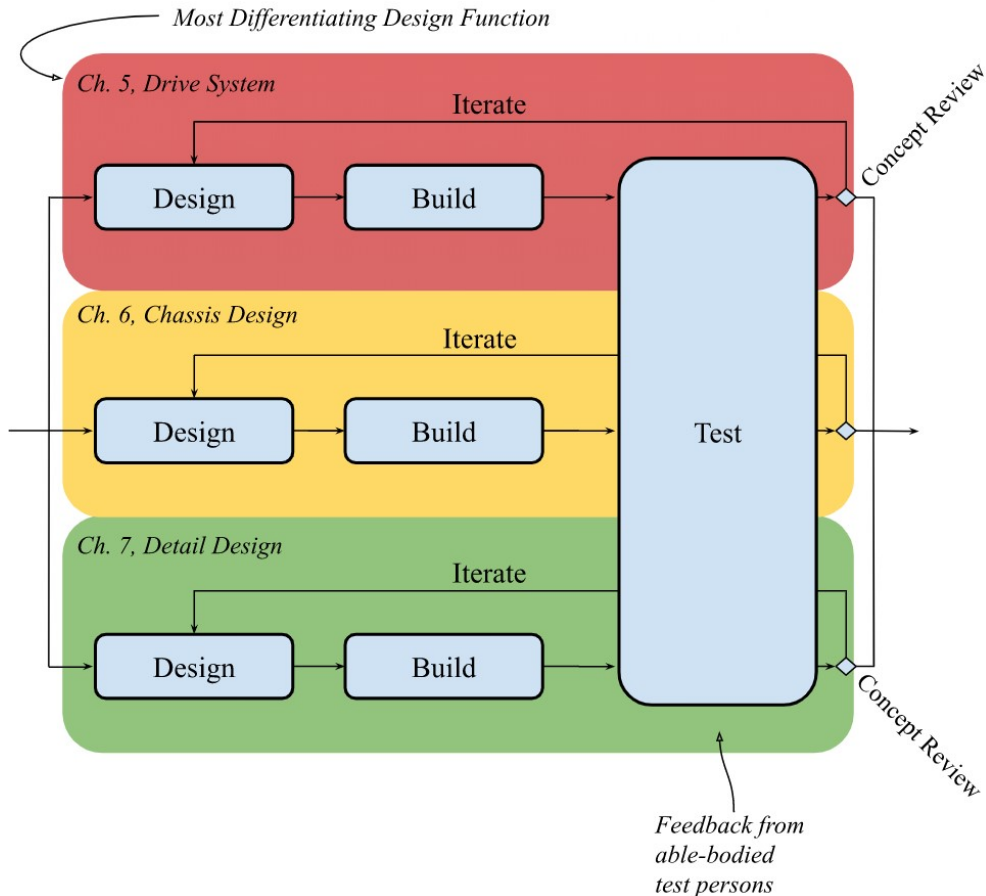 Most Differentiating Design Function
Ch. 5, Drive System
Iterate
Concept Review
Design
Build
Ch. 6, Chassis Design
Iterate
Design
Build
Test
Ch. 7, Detail Design
Iterate
Design
Build
Concept Review
Feedback from
able-bodied
test persons